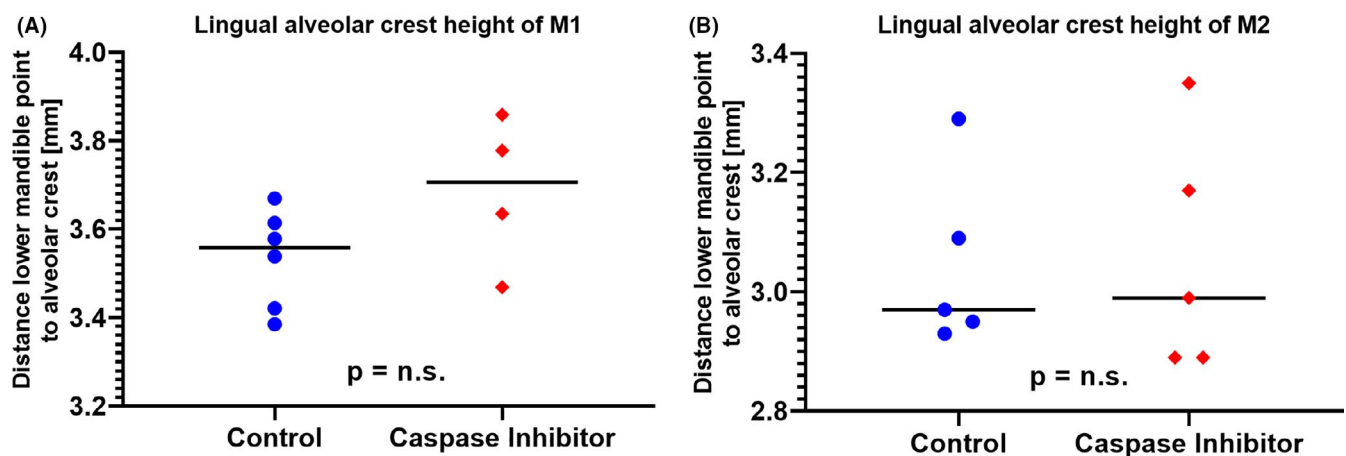 (A)
Lingual alveolar crest height of M1
Distance lower mandible point
to alveolar crest [mm]
4.0
3.8
3.6
3.4
3.2
p = n.s.
Control
Caspase Inhibitor
(B)
Lingual alveolar crest height of M2
Distance lower mandible point
to alveolar crest [mm]
3.4
3.2
3.0
2.8
p = n.s.
Control
Caspase Inhibitor